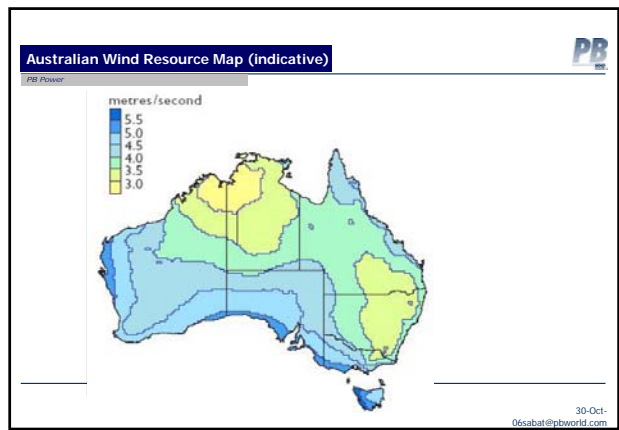 Australian Wind Resource Map (indicative)
PB
PB Power
metres/second
5.5
5.0
4.5
4.0
3.5
3.0
30-Oct-
06sabat@pbworld.com